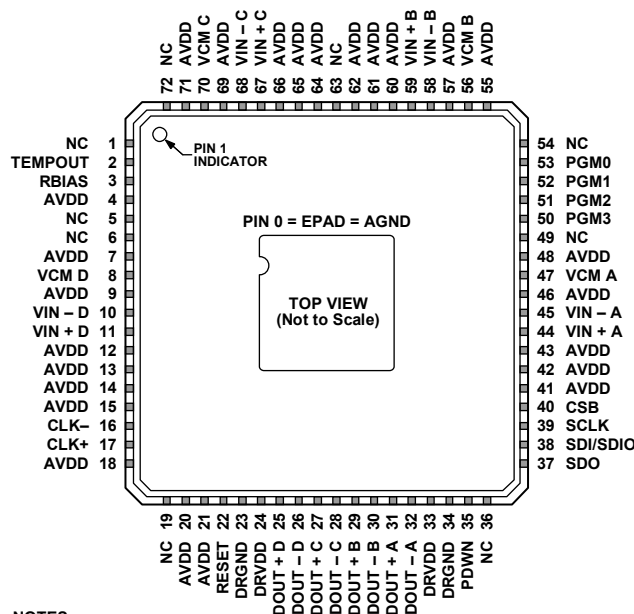 72 NC
71 AVDD
70 VCM C
69 AVDD
68 VIN – C
67 VIN + C
66 AVDD
65 AVDD
64 AVDD
63 NC
62 AVDD
61 AVDD
60 AVDD
59 VIN + B
58 VIN – B
57 AVDD
56 VCM B
55 AVDD
NC 1
TEMPOUT 2
RBIAS 3
AVDD 4
NC 5
NC 6
AVDD 7
VCM D 8
AVDD 9
VIN – D 10
VIN + D 11
AVDD 12
AVDD 13
AVDD 14
AVDD 15
CLK– 16
CLK+ 17
AVDD 18
PIN 1
INDICATOR
PIN 0 = EPAD = AGND
TOP VIEW
(Not to Scale)
54 NC
53 PGM0
52 PGM1
51 PGM2
50 PGM3
49 NC
48 AVDD
47 VCM A
46 AVDD
45 VIN – A
44 VIN + A
43 AVDD
42 AVDD
41 AVDD
40 CSB
39 SCLK
38 SDI/SDIO
37 SDO
NC 19
AVDD 20
AVDD 21
RESET 22
DRGND 23
DRVDD 24
DOUT + D 25
DOUT – D 26
DOUT + C 27
DOUT – C 28
DOUT + B 29
DOUT – B 30
DOUT + A 31
DOUT – A 32
DRVDD 33
DRGND 34
PDWN 35
NC 36